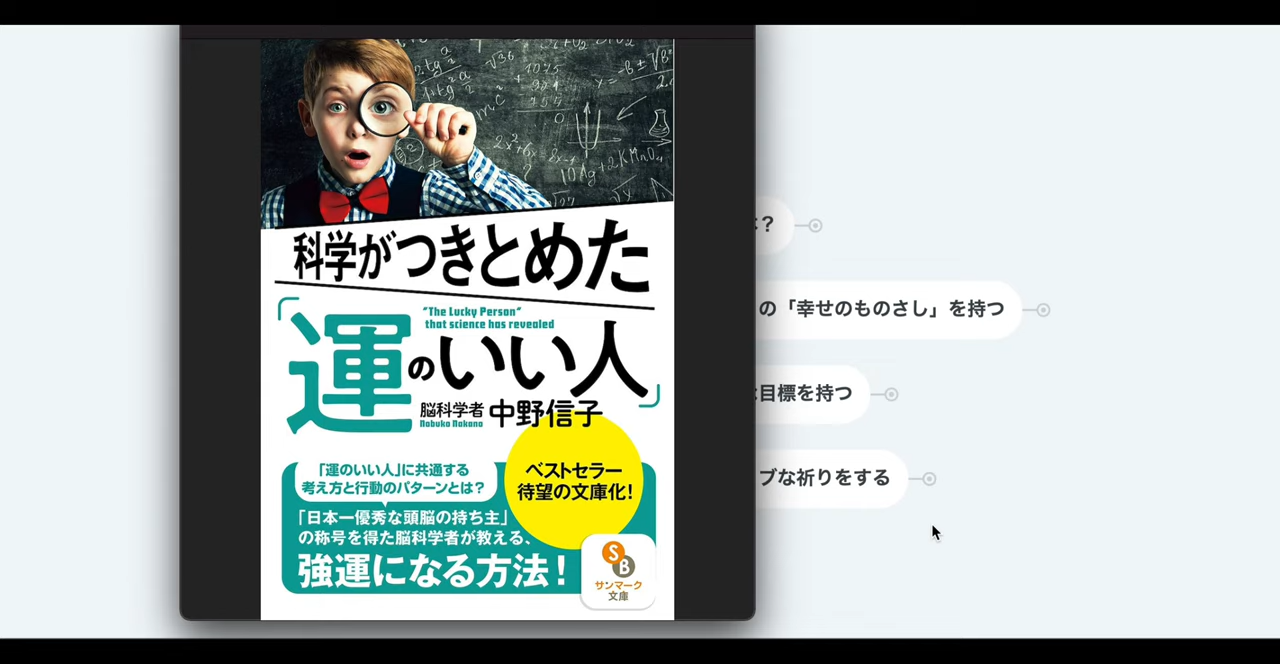 科学がつきとめた
"The Lucky Person"
that science has revealed
「運のいい人」
脳科学者 中野信子
Nobuko Nakano
「運のいい人」に共通する
考え方と行動のパターンとは?
ベストセラー
待望の文庫化!
「日本一優秀な頭脳の持ち主」
の称号を得た脳科学者が教える、
強運になる方法!
S
B
サンマーク
文庫
?
の「幸せのものさし」を持つ
目標を持つ
ブな祈りをする